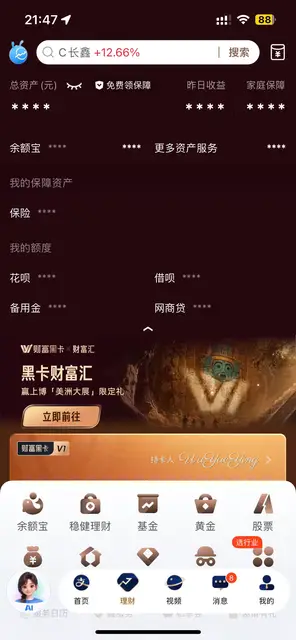 21:47 88
C长鑫 +12.66% 搜索
总资产 (元) 免费领保障 昨日收益 家庭保障
**** **** ****
余额宝 **** **** 更多资产服务 ****
我的保障资产
保险 ****
我的额度
花呗 **** 借呗 ****
备用金 **** 网商贷 ****
财富黑卡 × 财富汇
黑卡财富汇
赢上博「美洲大展」限定礼
立即前往
财富黑卡 V1 持卡人
余额宝 稳健理财 基金 黄金 股票
选行业
AI 首页 理财 视频 消息 8 我的